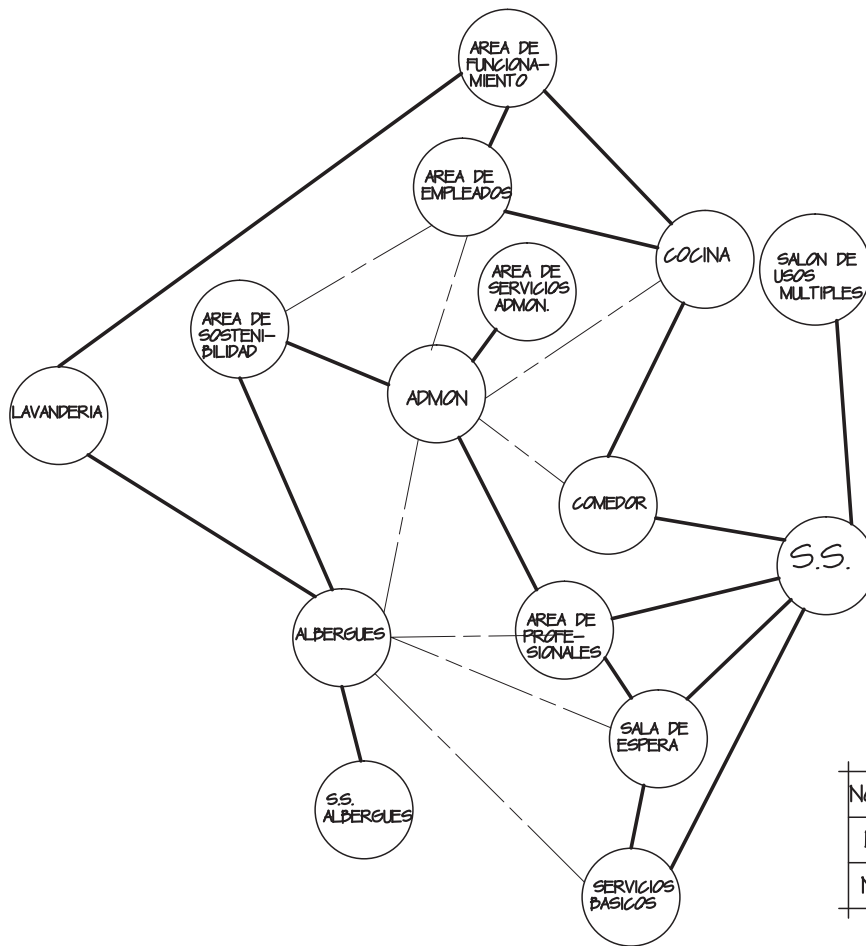 AREA DE
FUNCIONA-
MIENTO
AREA DE
EMPLEADOS
COCINA
SALON DE
USOS
MULTIPLES
AREA DE
SERVICIOS
ADMON.
AREA DE
SOSTENI-
BILIDAD
ADMON
LAVANDERIA
COMEDOR
S.S.
ALBERGUES
AREA DE
PROFE-
SIONALES
SALA DE
ESPERA
S.S.
ALBERGUES
SERVICIOS
BASICOS